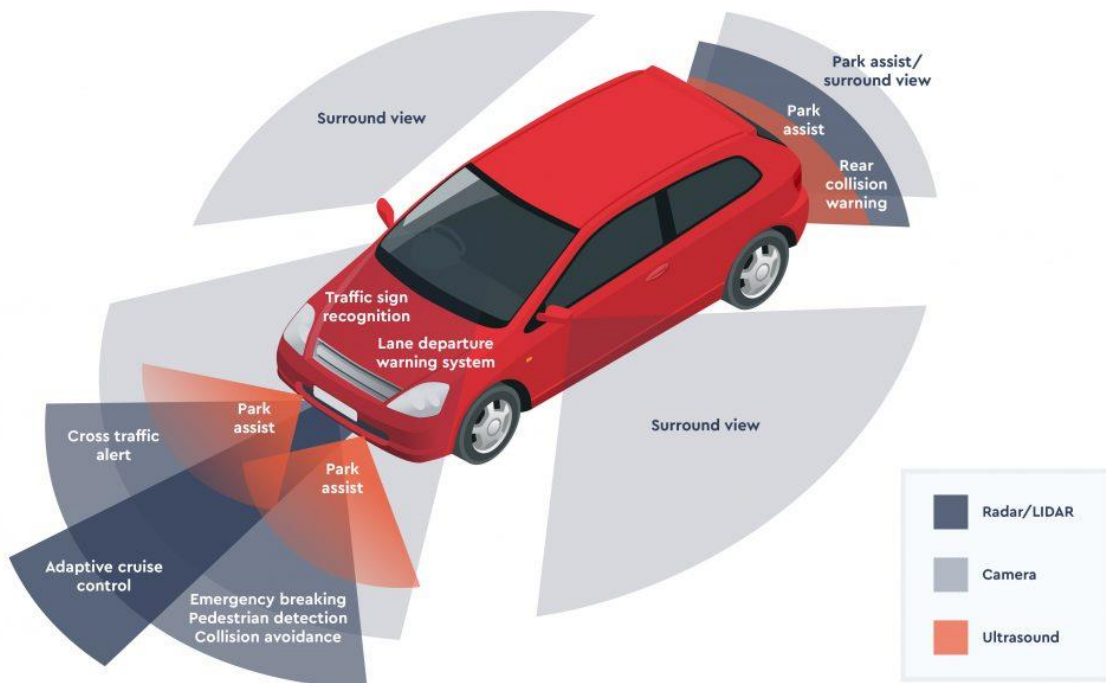 Surround view
Park assist/
surround view
Park
assist
Rear
collision
warning
Traffic sign
recognition
Lane departure
warning system
Park
assist
Cross traffic
alert
Park
assist
Surround view
Adaptive cruise
control
Emergency breaking
Pedestrian detection
Collision avoidance
Radar/LIDAR
Camera
Ultrasound